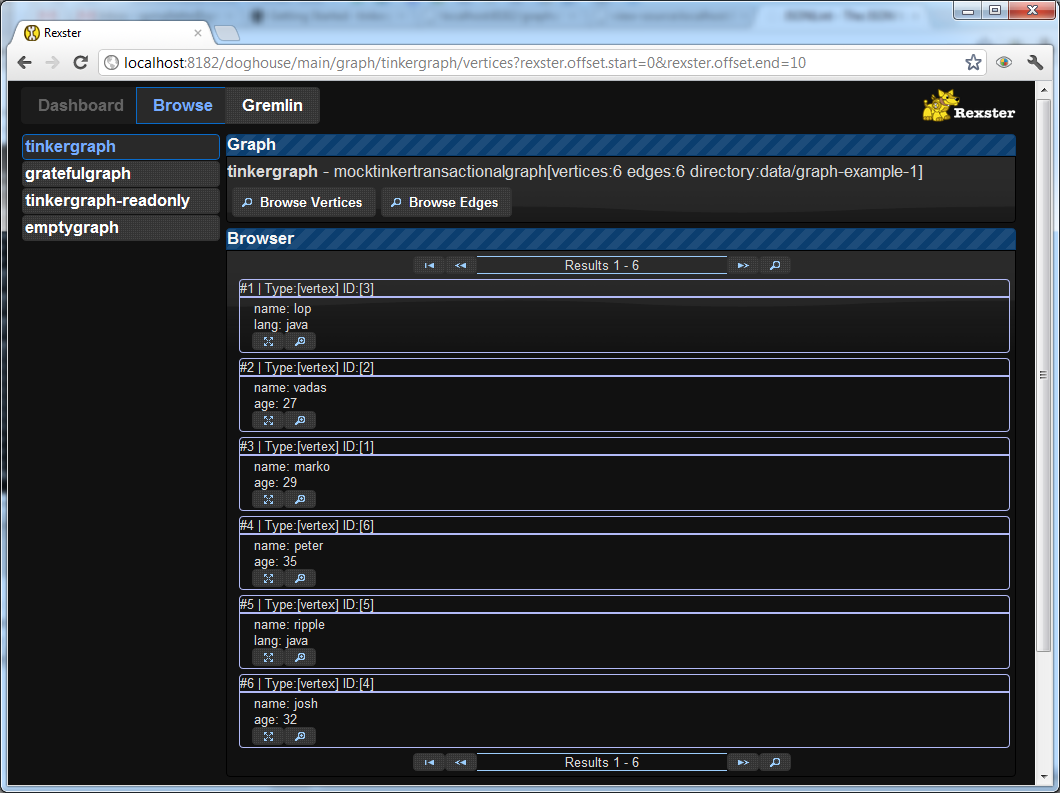 Rexster
localhost:8182/doghouse/main/graph/tinkergraph/vertices?rexster.offset.start=0&rexster.offset.end=10
Dashboard Browse Gremlin
Rexster
tinkergraph
gratefulgraph
tinkergraph-readonly
emptygraph
Graph
tinkergraph - mocktinkertransactionalgraph[vertices:6 edges:6 directory:data/graph-example-1]
Browse Vertices Browse Edges
Browser
Results 1 - 6
#1 | Type:[vertex] ID:[3]
name: lop
lang: java
#2 | Type:[vertex] ID:[2]
name: vadas
age: 27
#3 | Type:[vertex] ID:[1]
name: marko
age: 29
#4 | Type:[vertex] ID:[6]
name: peter
age: 35
#5 | Type:[vertex] ID:[5]
name: ripple
lang: java
#6 | Type:[vertex] ID:[4]
name: josh
age: 32
Results 1 - 6